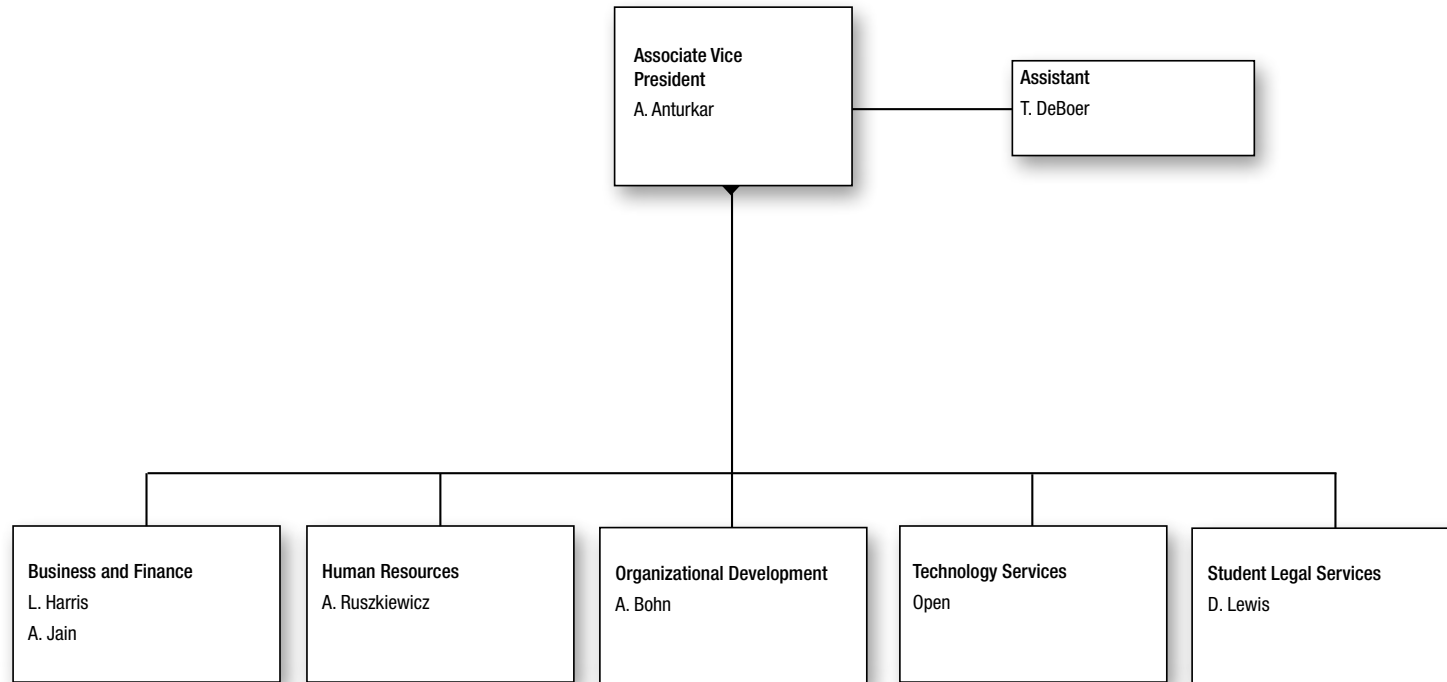 Associate Vice
President
A. Anturkar
Assistant
T. DeBoer
Business and Finance
L. Harris
A. Jain
Human Resources
A. Ruszkiewicz
Organizational Development
A. Bohn
Technology Services
Open
Student Legal Services
D. Lewis